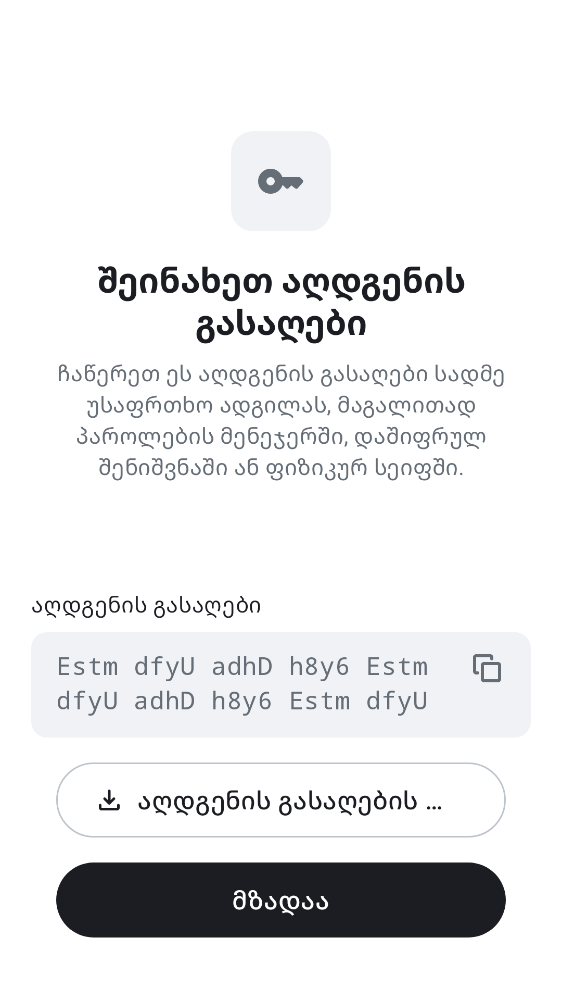 შეინახეთ აღდგენის
გასაღები
ჩაწერეთ ეს აღდგენის გასაღები სადმე
უსაფრთხო ადგილას, მაგალითად
პაროლების მენეჯერში, დაშიფრულ
შენიშვნაში ან ფიზიკურ სეიფში.
აღდგენის გასაღები
Estm dfyU adhD h8y6 Estm
dfyU adhD h8y6 Estm dfyU
აღდგენის გასაღების ...
მზადაა